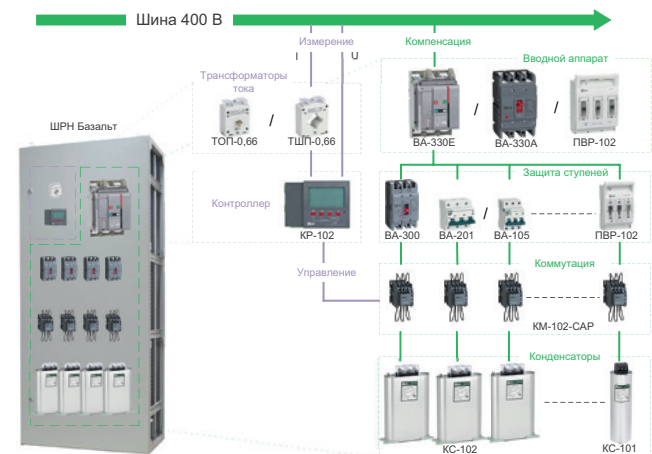 Шина 400 В
Измерение
I
U
Компенсация
Вводной аппарат
Трансформаторы
тока
/
ТОП-0,66
ТШП-0,66
/
/
ВА-330Е
ВА-330А
ПВР-102
ШРН Базальт
Защита ступеней
Контроллер
КР-102
/
ВА-300
ВА-201
ВА-105
ПВР-102
Управление
Коммутация
КМ-102-САР
Конденсаторы
КС-102
КС-101